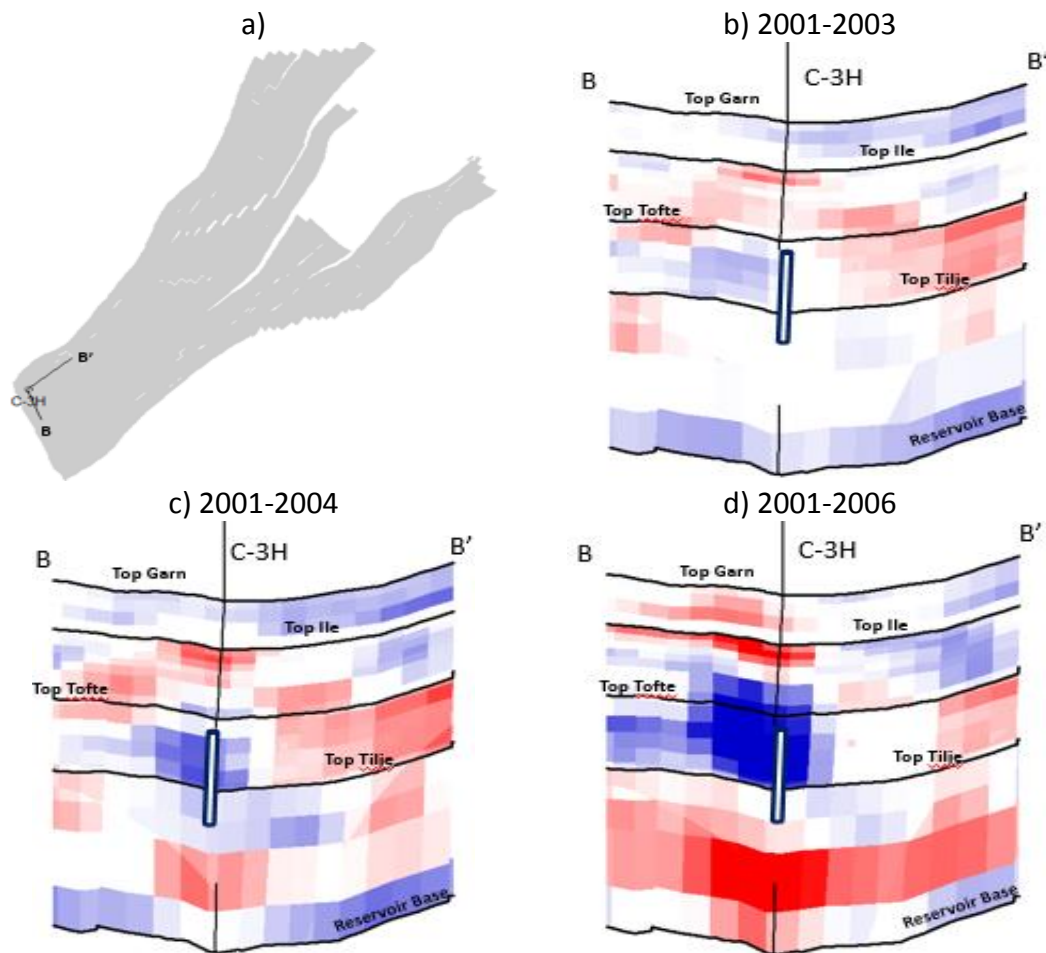 a)
B'
C-3H
B
b) 2001-2003
B
C-3H
B'
Top Garn
Top Ile
Top Tofte
Top Tilje
Reservoir Base
c) 2001-2004
B
C-3H
B'
Top Garn
Top Ile
Top Tofte
Top Tilje
Reservoir Base
d) 2001-2006
B
C-3H
B'
Top Garn
Top Ile
Top Tofte
Top Tilje
Reservoir Base